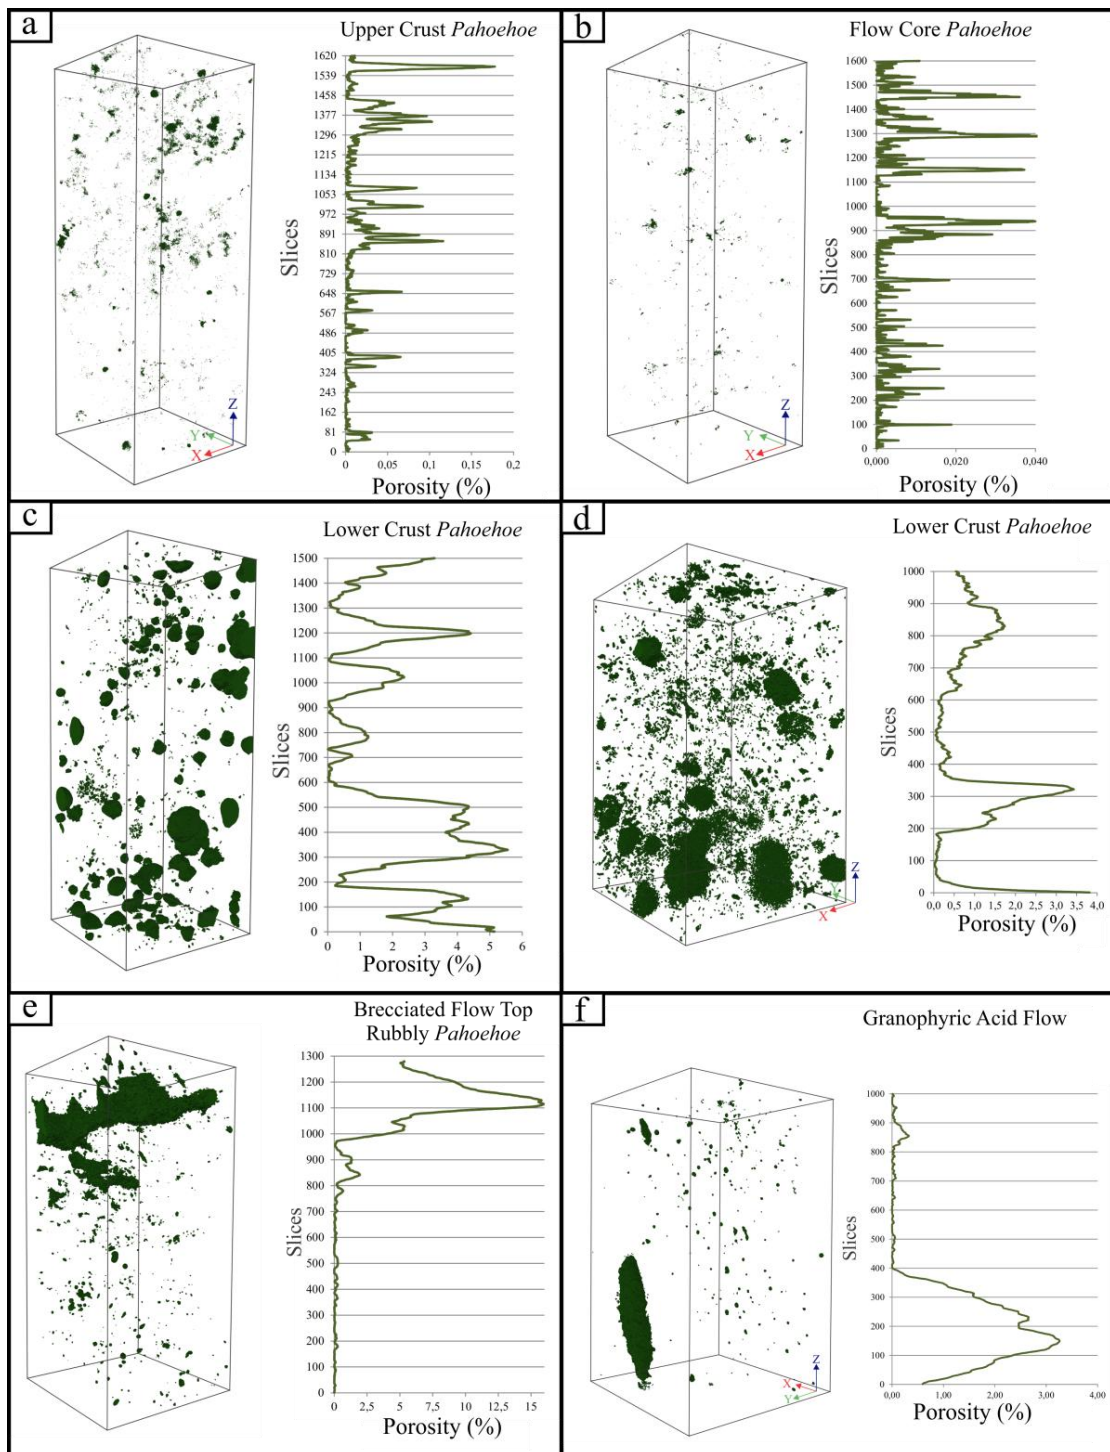 a
Upper Crust Pahoehoe
1620
1539
1458
1377
1296
1215
1134
1053
972
891
810
729
648
567
486
405
324
243
162
81
0
Slices
0 0,05 0,1 0,15 0,2
Porosity (%)
Z
Y
X
b
Flow Core Pahoehoe
1600
1500
1400
1300
1200
1100
1000
900
800
700
600
500
400
300
200
100
0
Slices
0,000 0,020 0,040
Porosity (%)
Z
Y
X
c
Lower Crust Pahoehoe
1500
1400
1300
1200
1100
1000
900
800
700
600
500
400
300
200
100
0
Slices
0 1 2 3 4 5 6
Porosity (%)
d
Lower Crust Pahoehoe
1000
900
800
700
600
500
400
300
200
100
0
Slices
0,0 0,5 1,0 1,5 2,0 2,5 3,0 3,5 4,0
Porosity (%)
Z
Y
X
e
Brecciated Flow Top
Rubbly Pahoehoe
1300
1200
1100
1000
900
800
700
600
500
400
300
200
100
0
Slices
0 2,5 5 7,5 10 12,5 15
Porosity (%)
f
Granophyric Acid Flow
1000
900
800
700
600
500
400
300
200
100
0
Slices
0,00 1,00 2,00 3,00 4,00
Porosity (%)
Z
X
Y